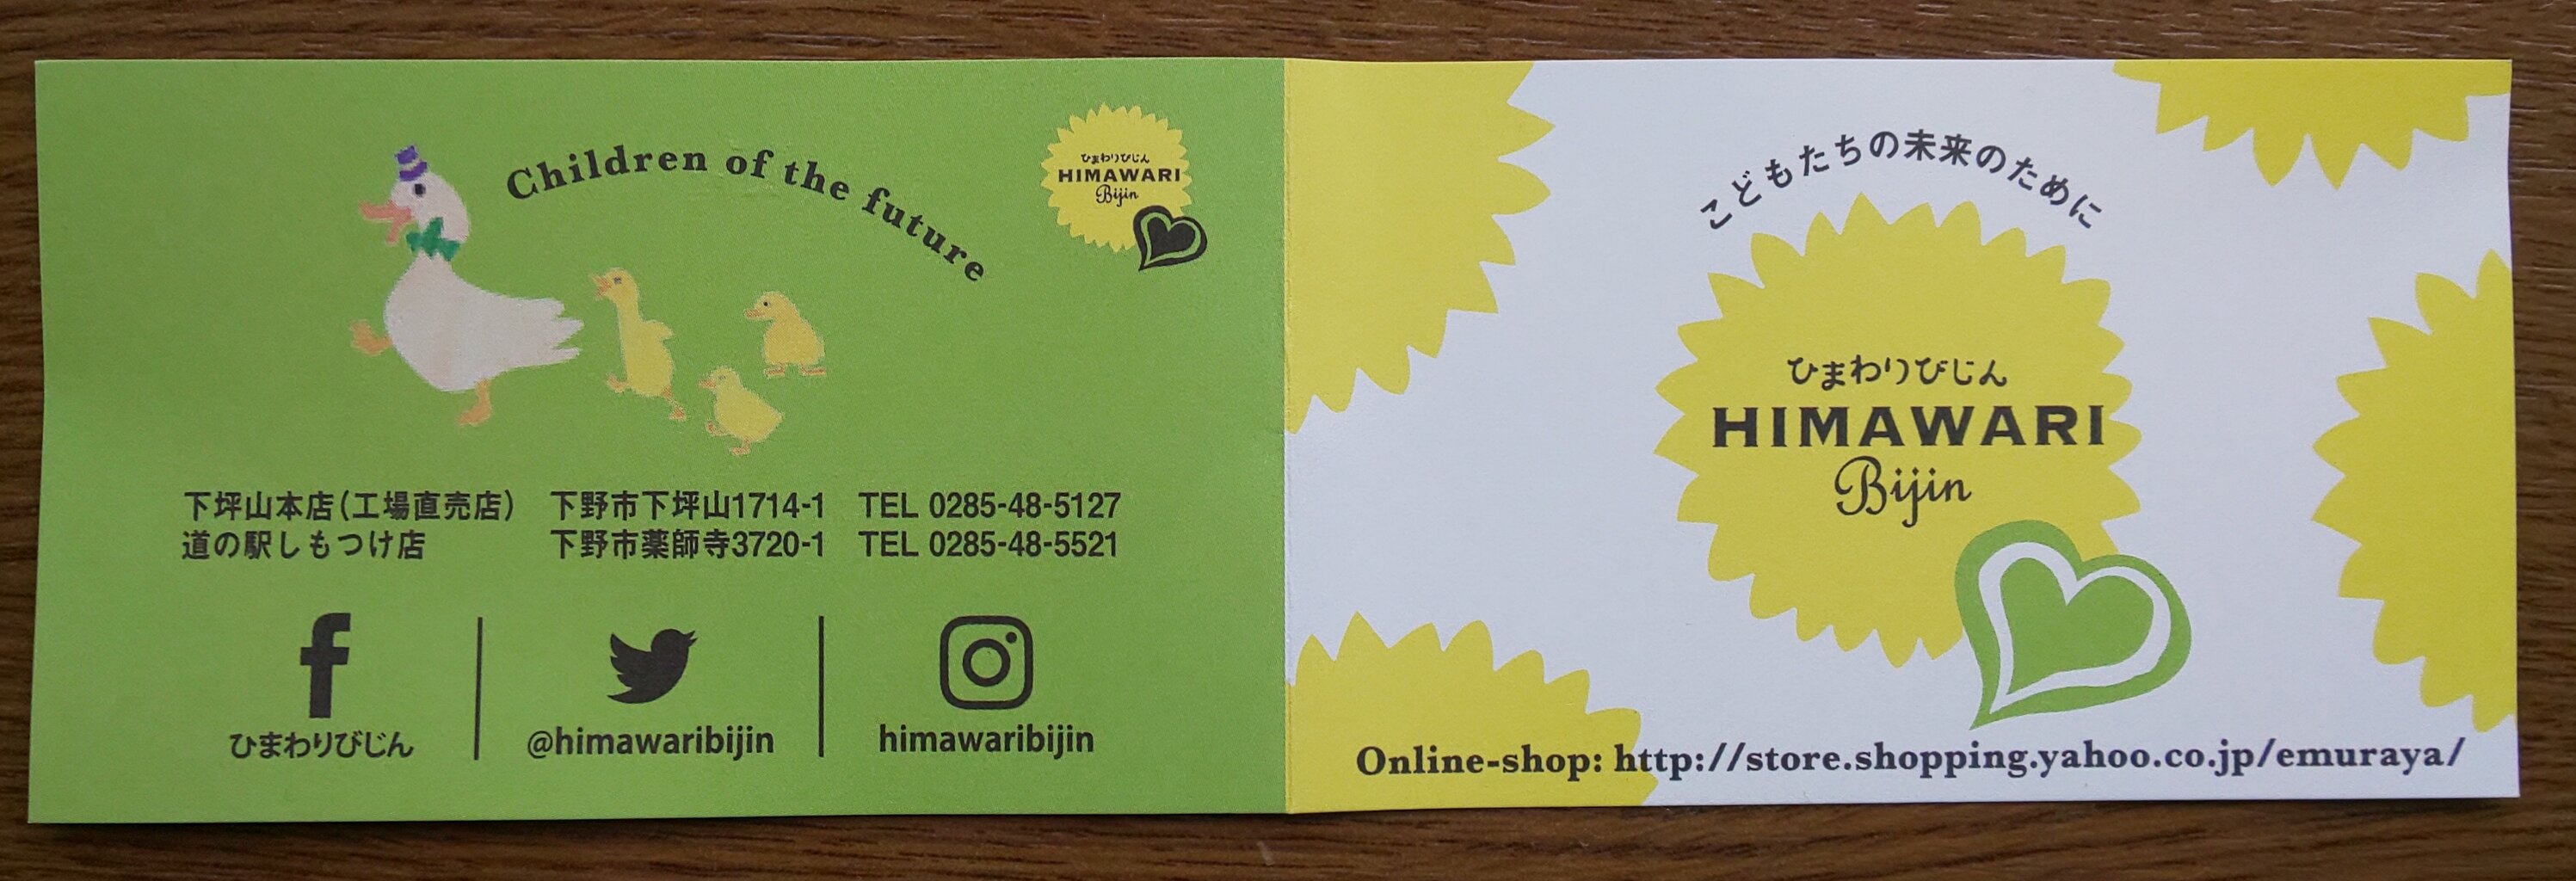 Children of the future
ひまわりびじん
HIMAWARI
Bijin
下坪山本店(工場直売店) 下野市下坪山1714-1 TEL 0285-48-5127
道の駅しもつけ店 下野市薬師寺3720-1 TEL 0285-48-5521
ひまわりびじん
@himawaribijin
himawaribijin
こどもたちの未来のために
ひまわりびじん
HIMAWARI
Bijin
Online-shop: http://store.shopping.yahoo.co.jp/emuraya/